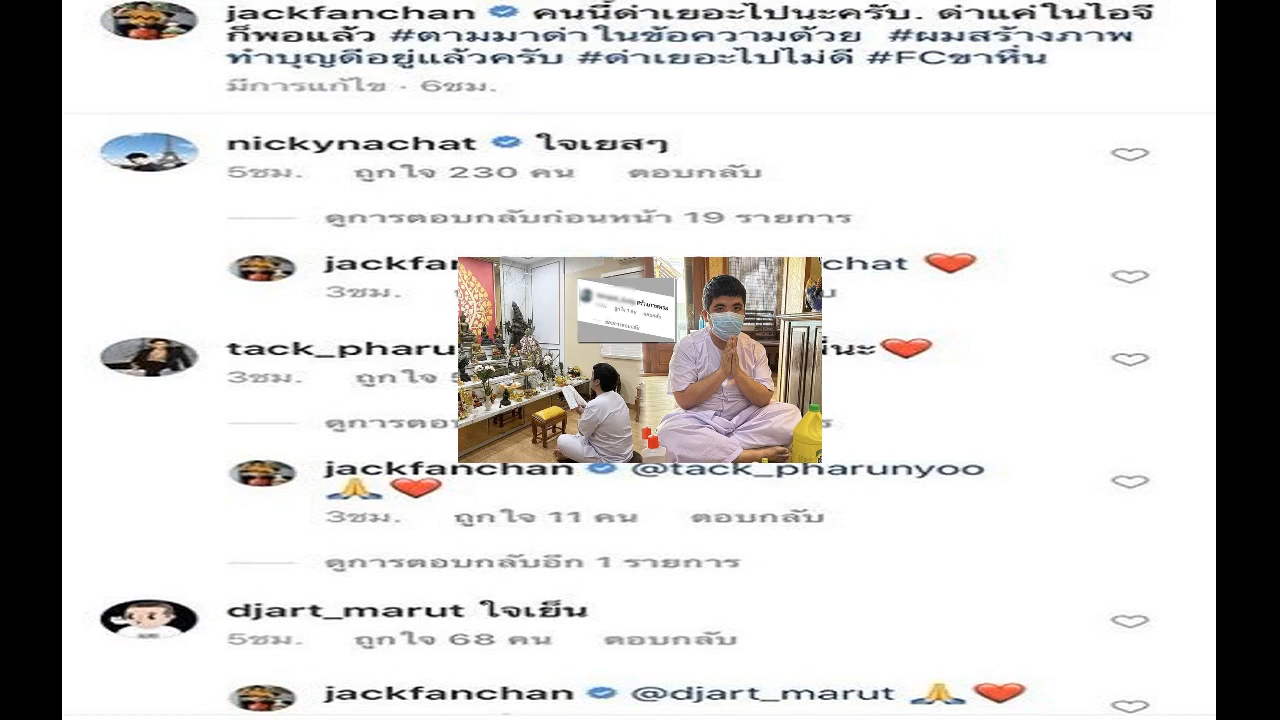 jackfanchan คนนี้ด่าเยอะไปนะครับ. ด่าแค่ในไอจี
ก็พอแล้ว #ตามมาด่าในข้อความด้วย #ผมสร้างภาพ
ทำบุญดีอยู่แล้วครับ #ด่าเยอะไปไม่ดี #FCขาหื่น
มีการแก้ไข · 6ชม.
nickynachat ใจเยสๆ
5ชม. ถูกใจ 230 คน ตอบกลับ
ดูการตอบกลับก่อนหน้า 19 รายการ
jackfan chat ❤️
3ชม.
tack_pharu ❤️
3ชม. ถูกใจ
jackfanchan @tack_pharunyoo
🙏 ❤️
3ชม. ถูกใจ 11 คน ตอบกลับ
ดูการตอบกลับอีก 1 รายการ
djart_marut ใจเย็น
5ชม. ถูกใจ 68 คน ตอบกลับ
jackfanchan @djart_marut 🙏❤️